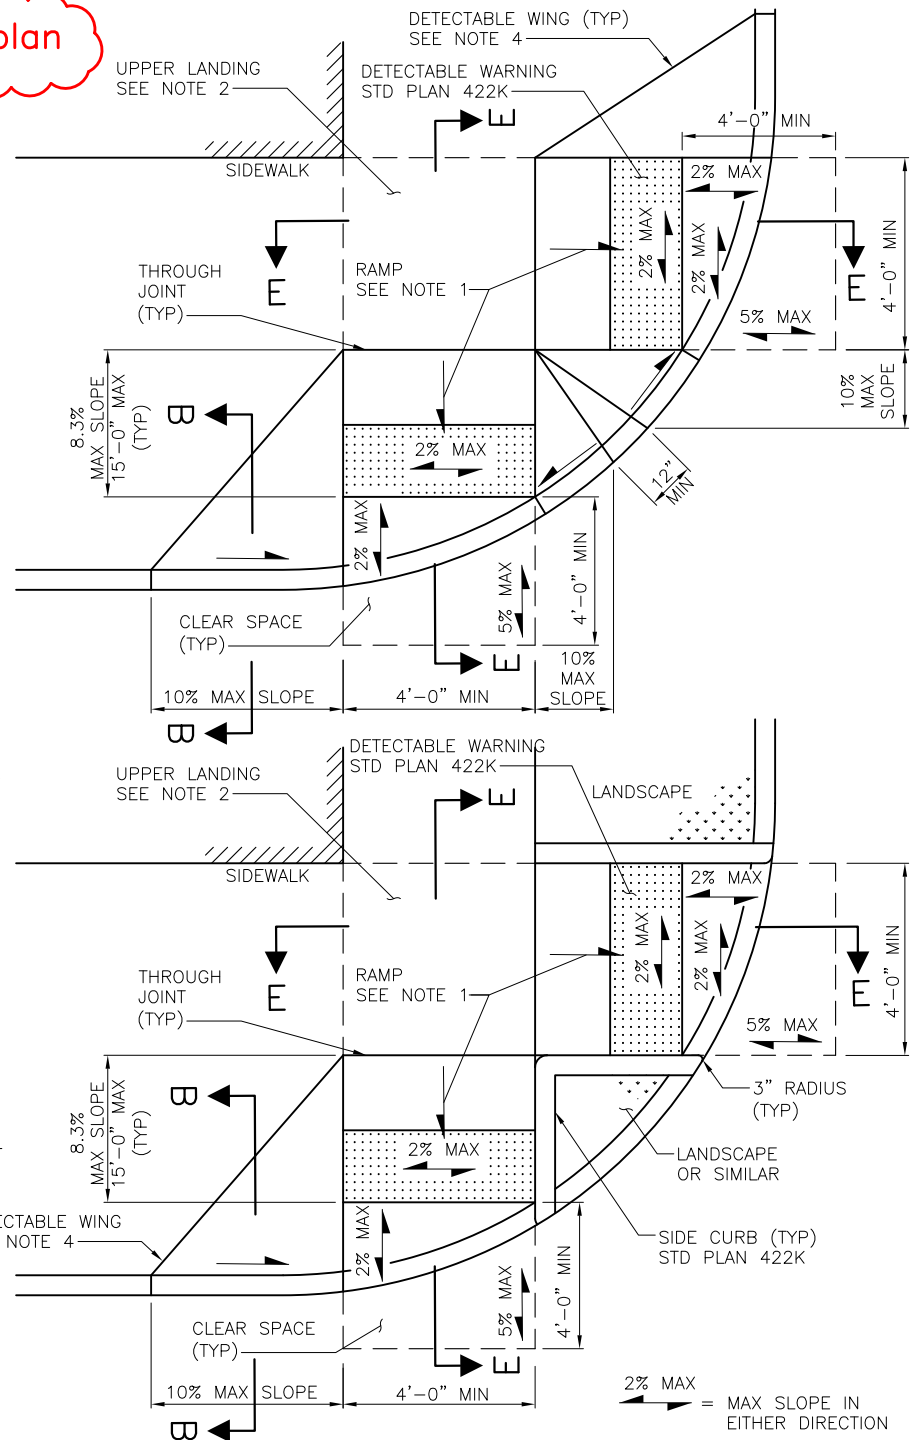 plan
DETECTABLE WING (TYP)
SEE NOTE 4
UPPER LANDING
SEE NOTE 2
DETECTABLE WARNING
STD PLAN 422K
E
4'-0" MIN
SIDEWALK
2% MAX
2% MAX
2% MAX
4'-0" MIN
E
E
THROUGH
JOINT
(TYP)
RAMP
SEE NOTE 1
5% MAX
8.3%
MAX SLOPE
15'-0" MAX
(TYP)
B
10%
MAX
SLOPE
2% MAX
12"
MIN
2% MAX
4'-0" MIN
5% MAX
CLEAR SPACE
(TYP)
E
10%
MAX
SLOPE
10% MAX SLOPE
4'-0" MIN
B
DETECTABLE WARNING
STD PLAN 422K
UPPER LANDING
SEE NOTE 2
E
LANDSCAPE
SIDEWALK
2% MAX
2% MAX
2% MAX
4'-0" MIN
E
E
THROUGH
JOINT
(TYP)
RAMP
SEE NOTE 1
5% MAX
8.3%
MAX SLOPE
15'-0" MAX
(TYP)
B
3" RADIUS
(TYP)
2% MAX
LANDSCAPE
OR SIMILAR
ECTABLE WING
NOTE 4
2% MAX
SIDE CURB (TYP)
STD PLAN 422K
4'-0" MIN
5% MAX
CLEAR SPACE
(TYP)
E
10% MAX SLOPE
4'-0" MIN
B
2% MAX
= MAX SLOPE IN
EITHER DIRECTION